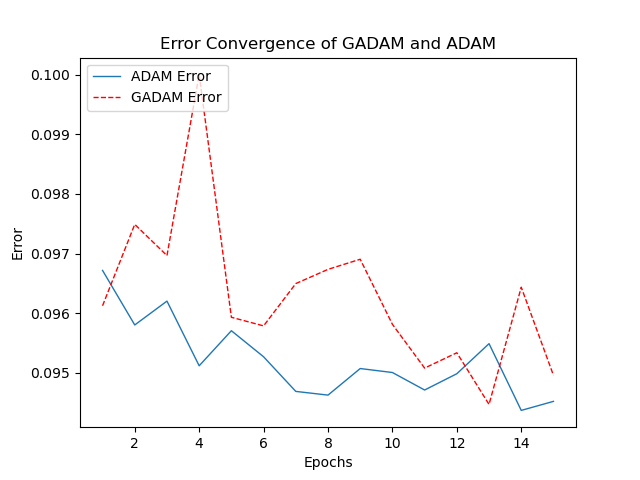 Error Convergence of GADAM and ADAM
ADAM Error
GADAM Error
0.100
0.099
0.098
0.097
0.096
0.095
Error
2 4 6 8 10 12 14
Epochs